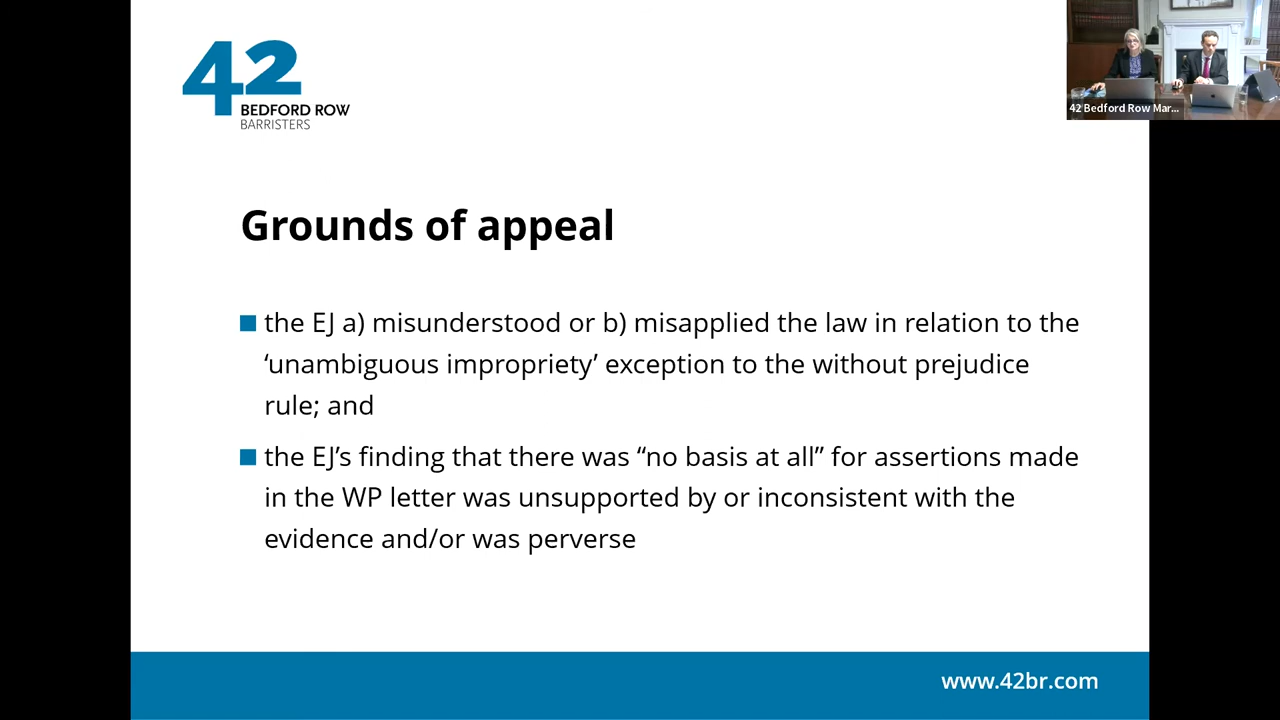 42
BEDFORD ROW
BARRISTERS
42 Bedford Row Mar...
Grounds of appeal
the EJ a) misunderstood or b) misapplied the law in relation to the
‘unambiguous impropriety’ exception to the without prejudice
rule; and
the EJ’s finding that there was “no basis at all” for assertions made
in the WP letter was unsupported by or inconsistent with the
evidence and/or was perverse
www.42br.com